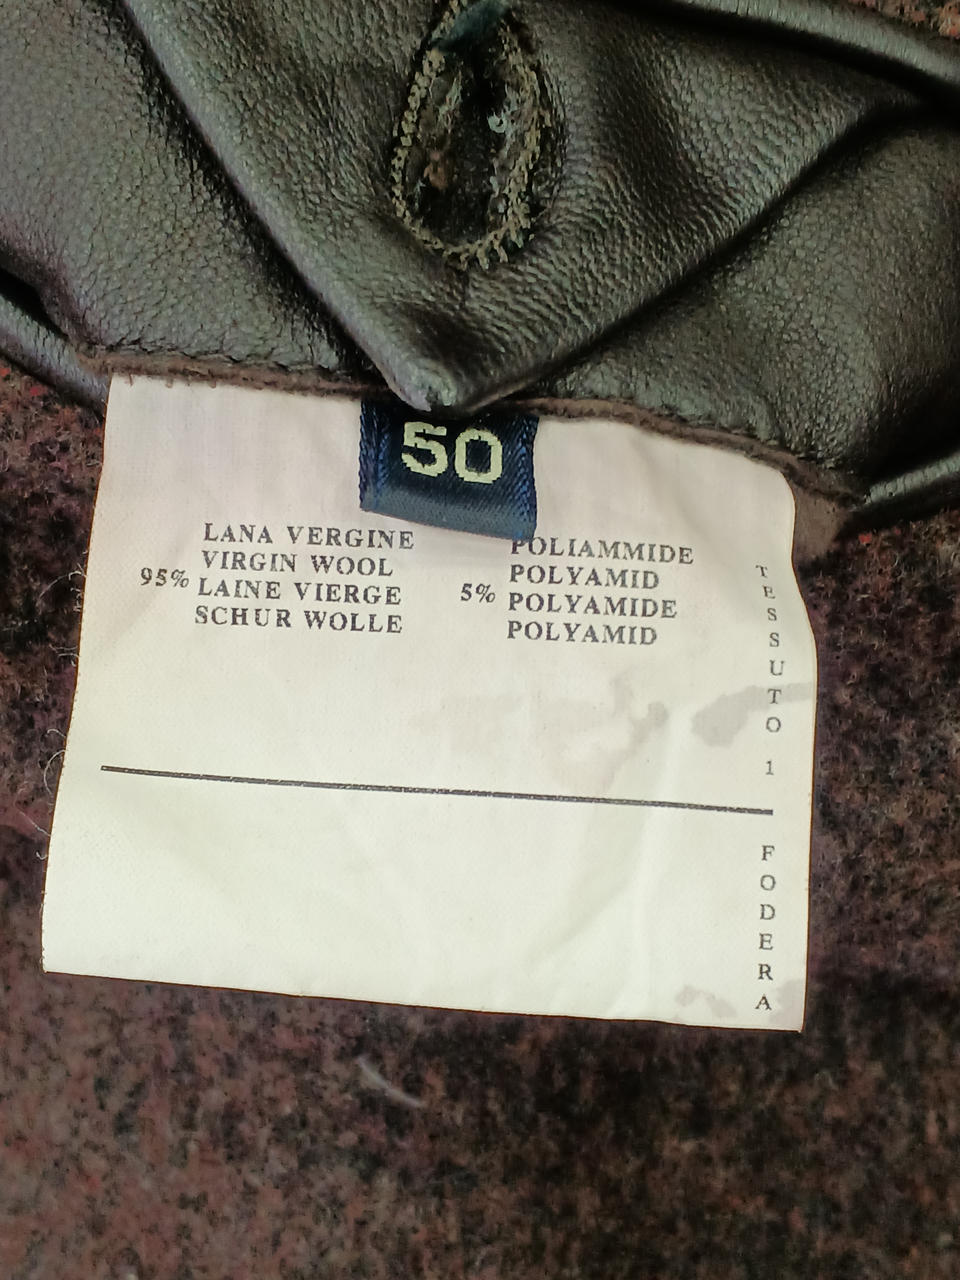 50
LANA VERGINE
VIRGIN WOOL
95% LAINE VIERGE
SCHUR WOLLE
POLIAMMIDE
POLYAMID
5% POLYAMIDE
POLYAMID
TESSUTO 1
FODERA